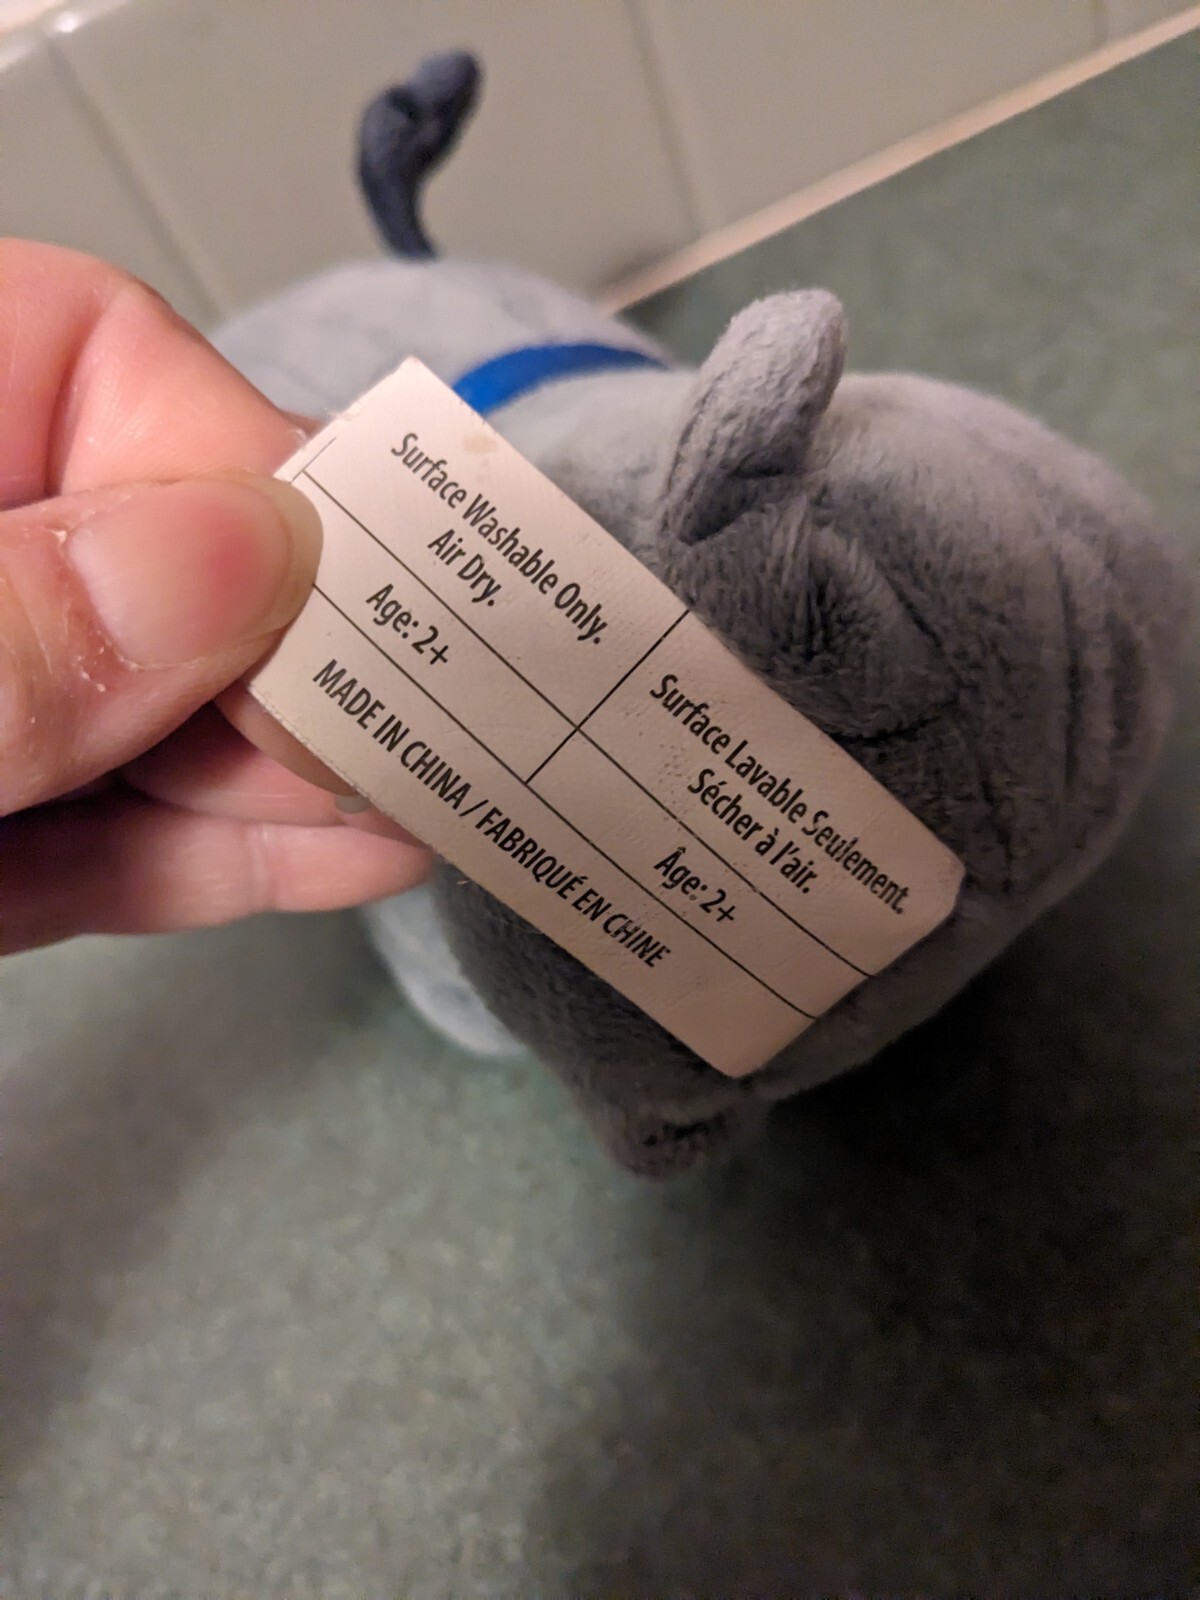 Surface Washable Only.
Air Dry.
Surface Lavable Seulement.
Sécher à l'air.
Age: 2+
Âge: 2+
MADE IN CHINA / FABRIQUÉ EN CHINE